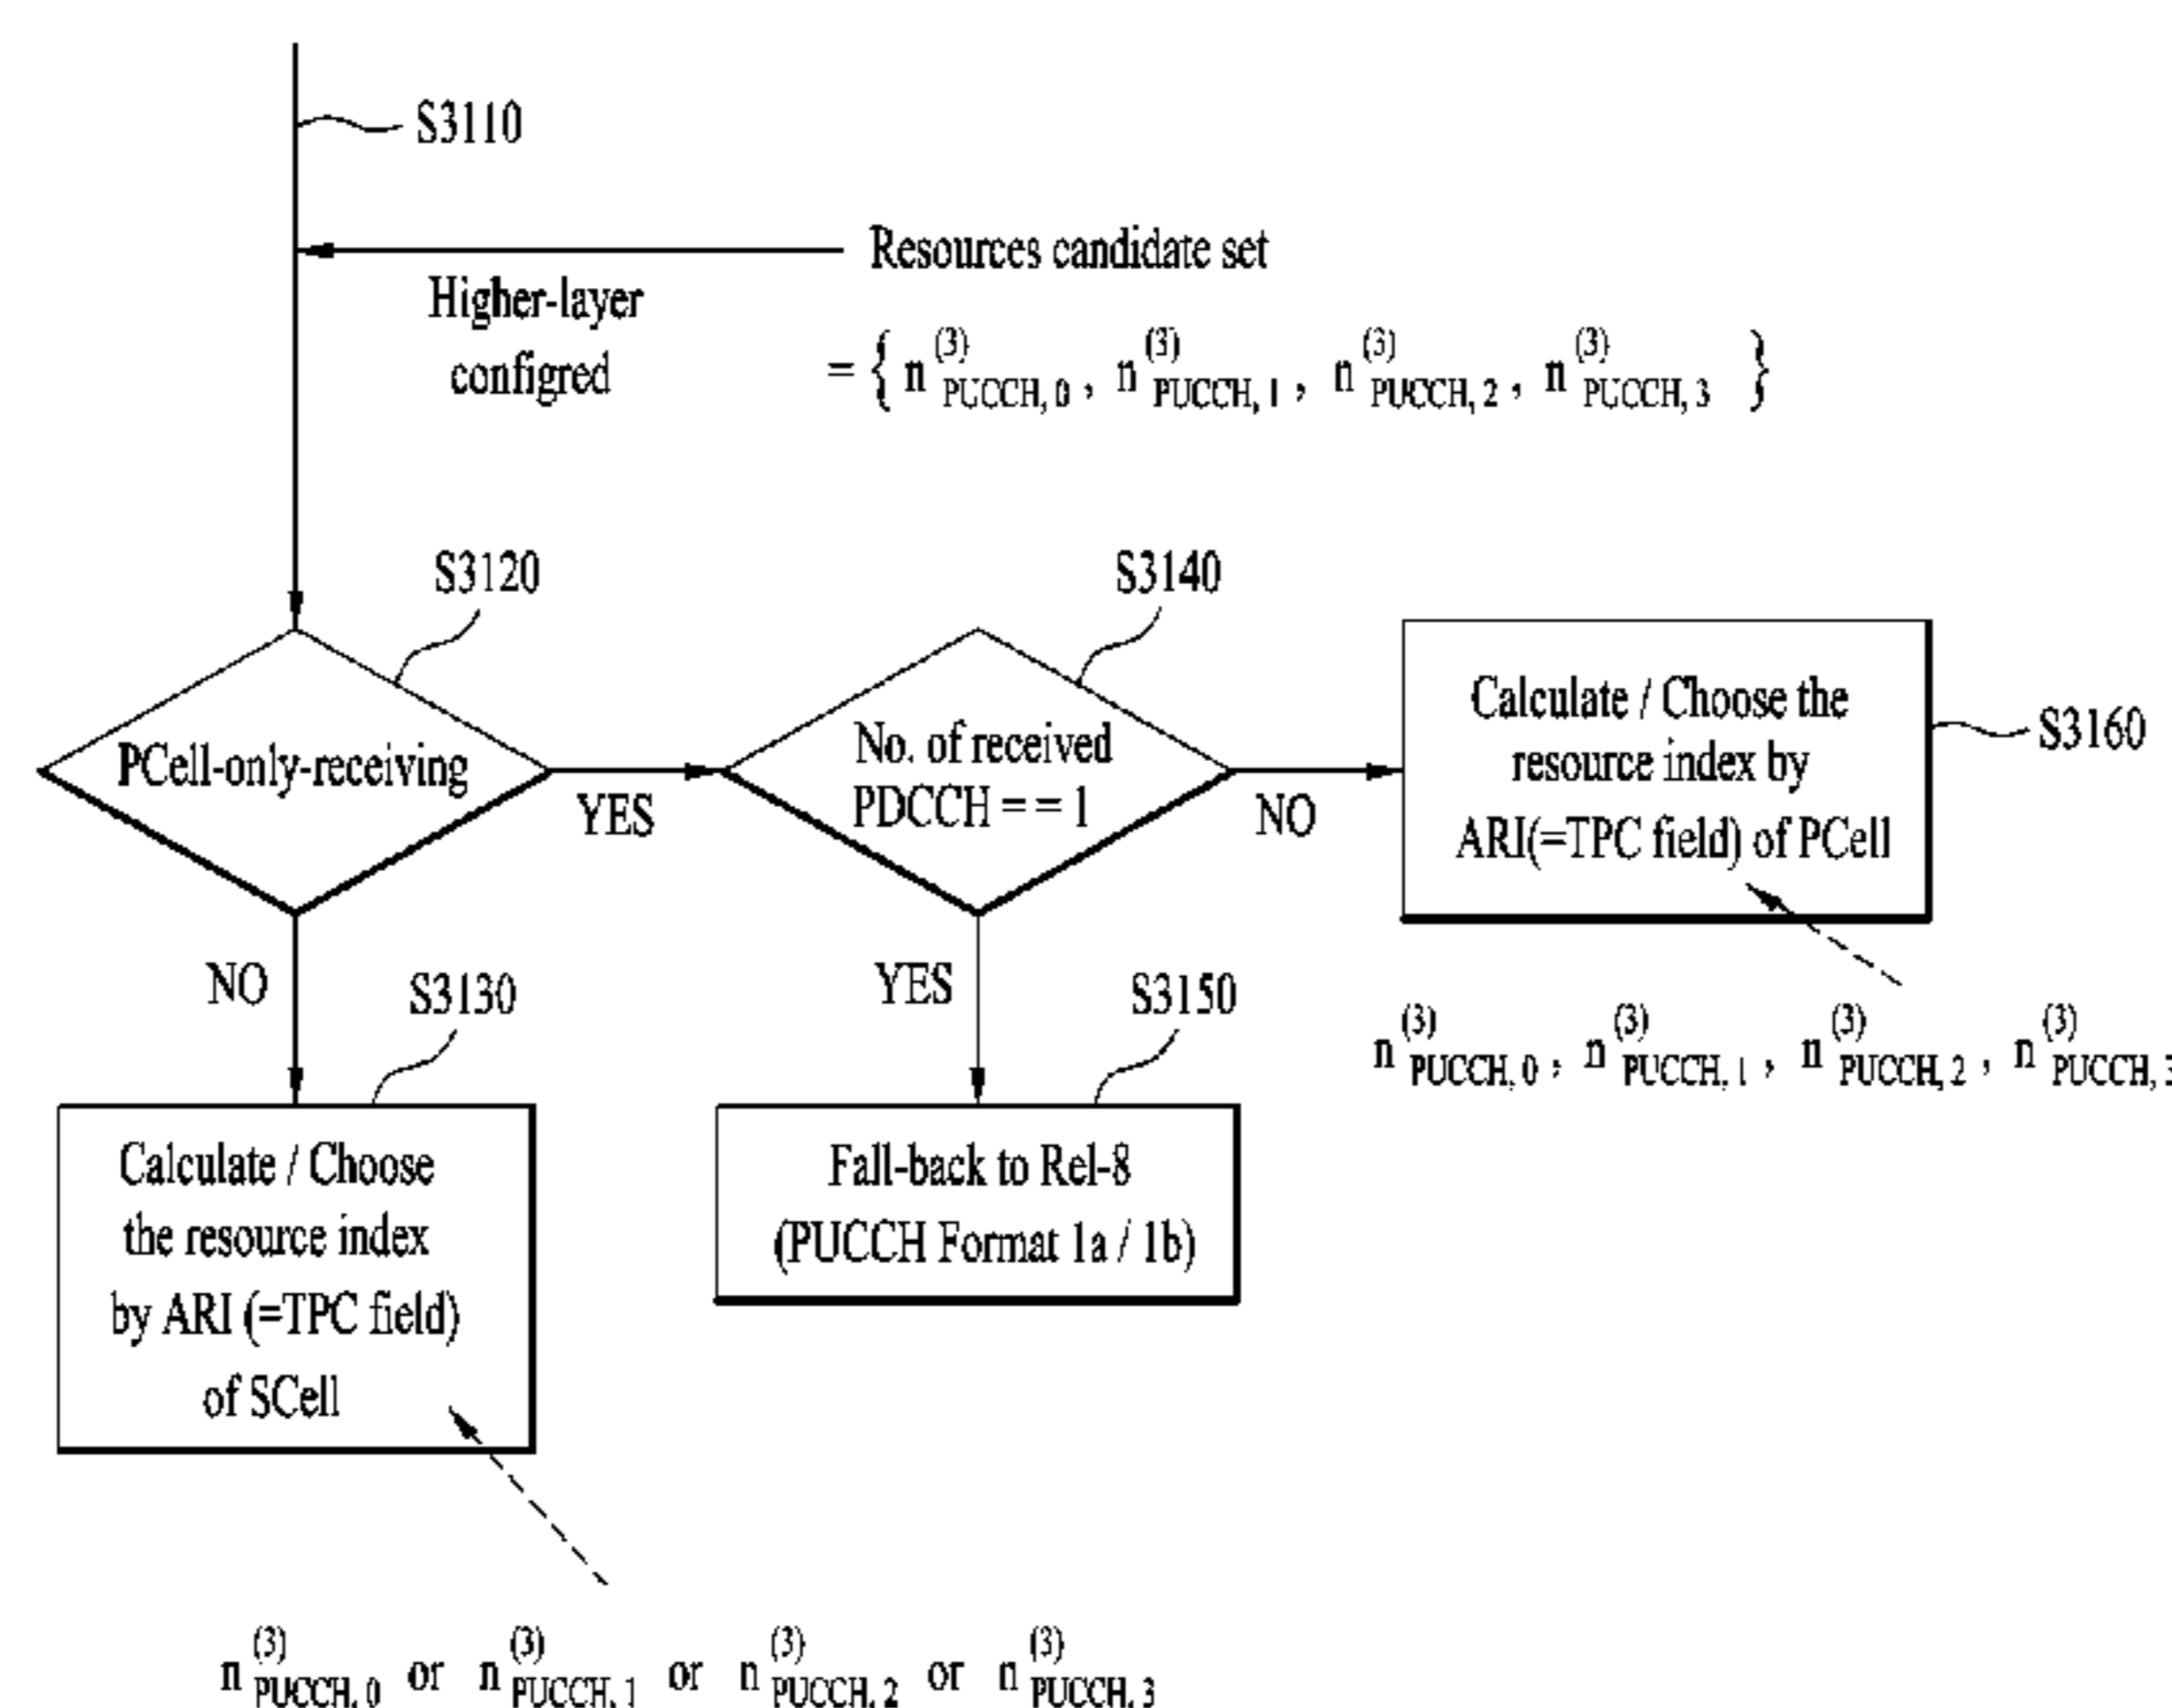 S3110
Resources candidate set
Higher-layer
configred
= { n(3)PUCCH, 0 , n(3)PUCCH, 1 , n(3)PUCCH, 2 , n(3)PUCCH, 3 }
S3120
S3140
PCell-only-receiving
YES
No. of received
PDCCH = = 1
NO
Calculate / Choose the
resource index by
ARI(=TPC field) of PCell
S3160
NO
S3130
YES
S3150
n(3)PUCCH, 0 , n(3)PUCCH, 1 , n(3)PUCCH, 2 , n(3)PUCCH, 3
Calculate / Choose
the resource index
by ARI (=TPC field)
of SCell
Fall-back to Rel-8
(PUCCH Format 1a / 1b)
n(3)PUCCH, 0 or n(3)PUCCH, 1 or n(3)PUCCH, 2 or n(3)PUCCH, 3